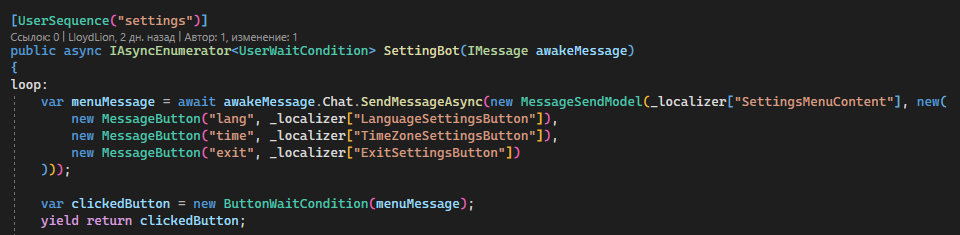 [UserSequence("settings")]
Ссылок: 0 | LloydLion, 2 дн. назад | Автор: 1, изменение: 1
public async IAsyncEnumerator<UserWaitCondition> SettingBot(IMessage awakeMessage)
{
loop:
    var menuMessage = await awakeMessage.Chat.SendMessageAsync(new MessageSendModel(_localizer["SettingsMenuContent"], new(
        new MessageButton("lang", _localizer["LanguageSettingsButton"]),
        new MessageButton("time", _localizer["TimeZoneSettingsButton"]),
        new MessageButton("exit", _localizer["ExitSettingsButton"])
    )));
    var clickedButton = new ButtonWaitCondition(menuMessage);
    yield return clickedButton;